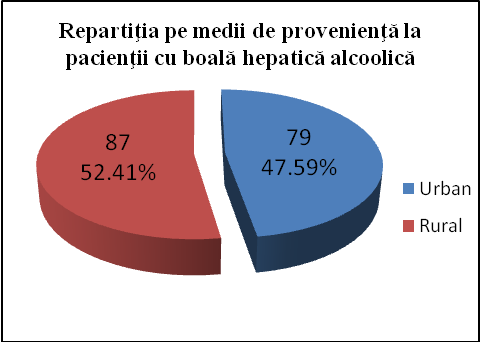 Repartiția pe medii de proveniență la
pacienții cu boală hepatică alcoolică
87
52.41%
79
47.59%
Urban
Rural